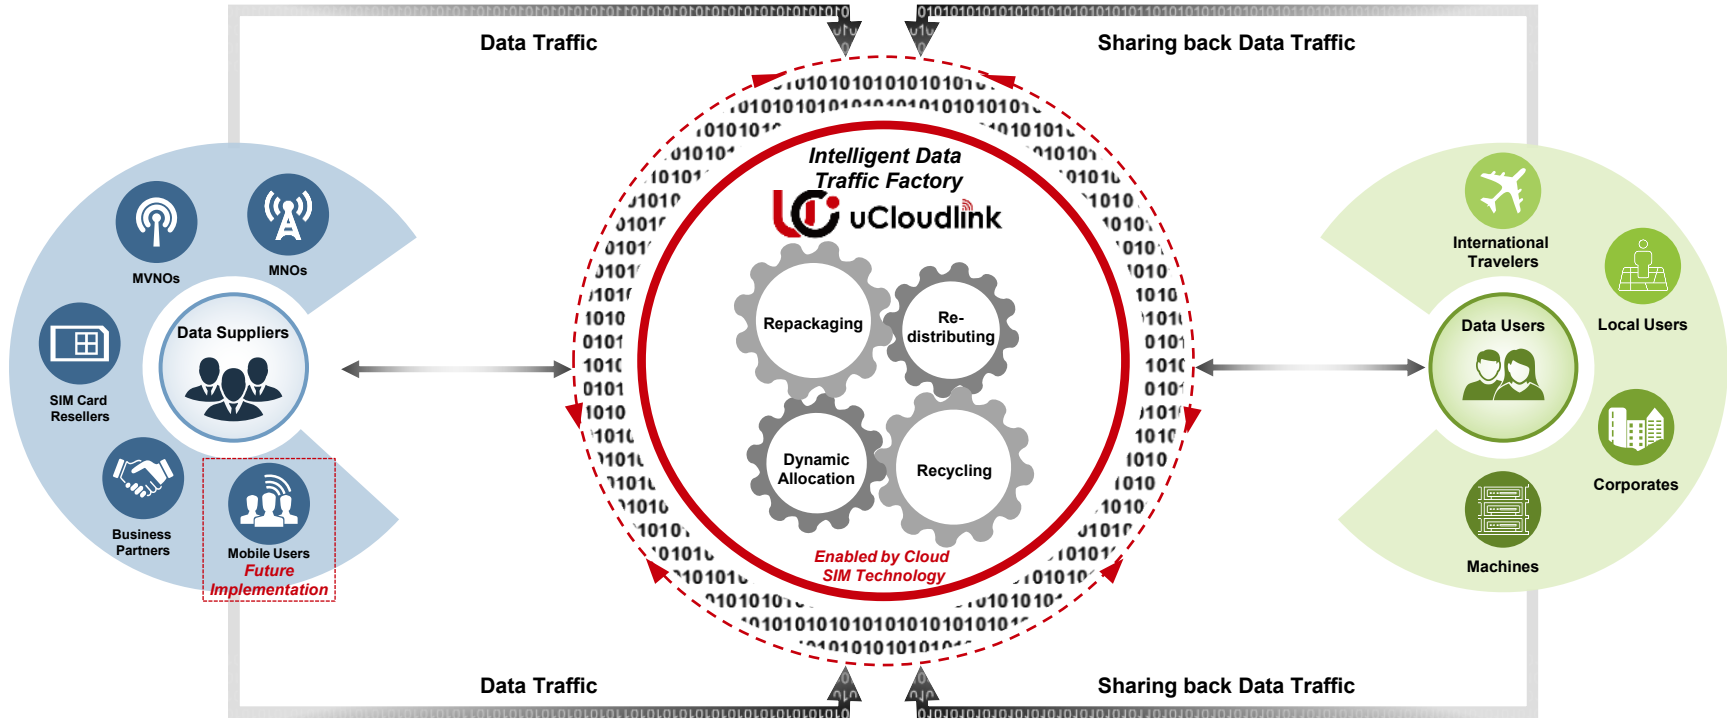 Data Traffic
Sharing back Data Traffic
Intelligent Data
Traffic Factory
uCloudlink
MVNOs
MNOs
Data Suppliers
SIM Card
Resellers
Business
Partners
Mobile Users
Future
Implementation
Repackaging
Re-
distributing
Dynamic
Allocation
Recycling
Enabled by Cloud
SIM Technology
International
Travelers
Local Users
Data Users
Corporates
Machines
Data Traffic
Sharing back Data Traffic